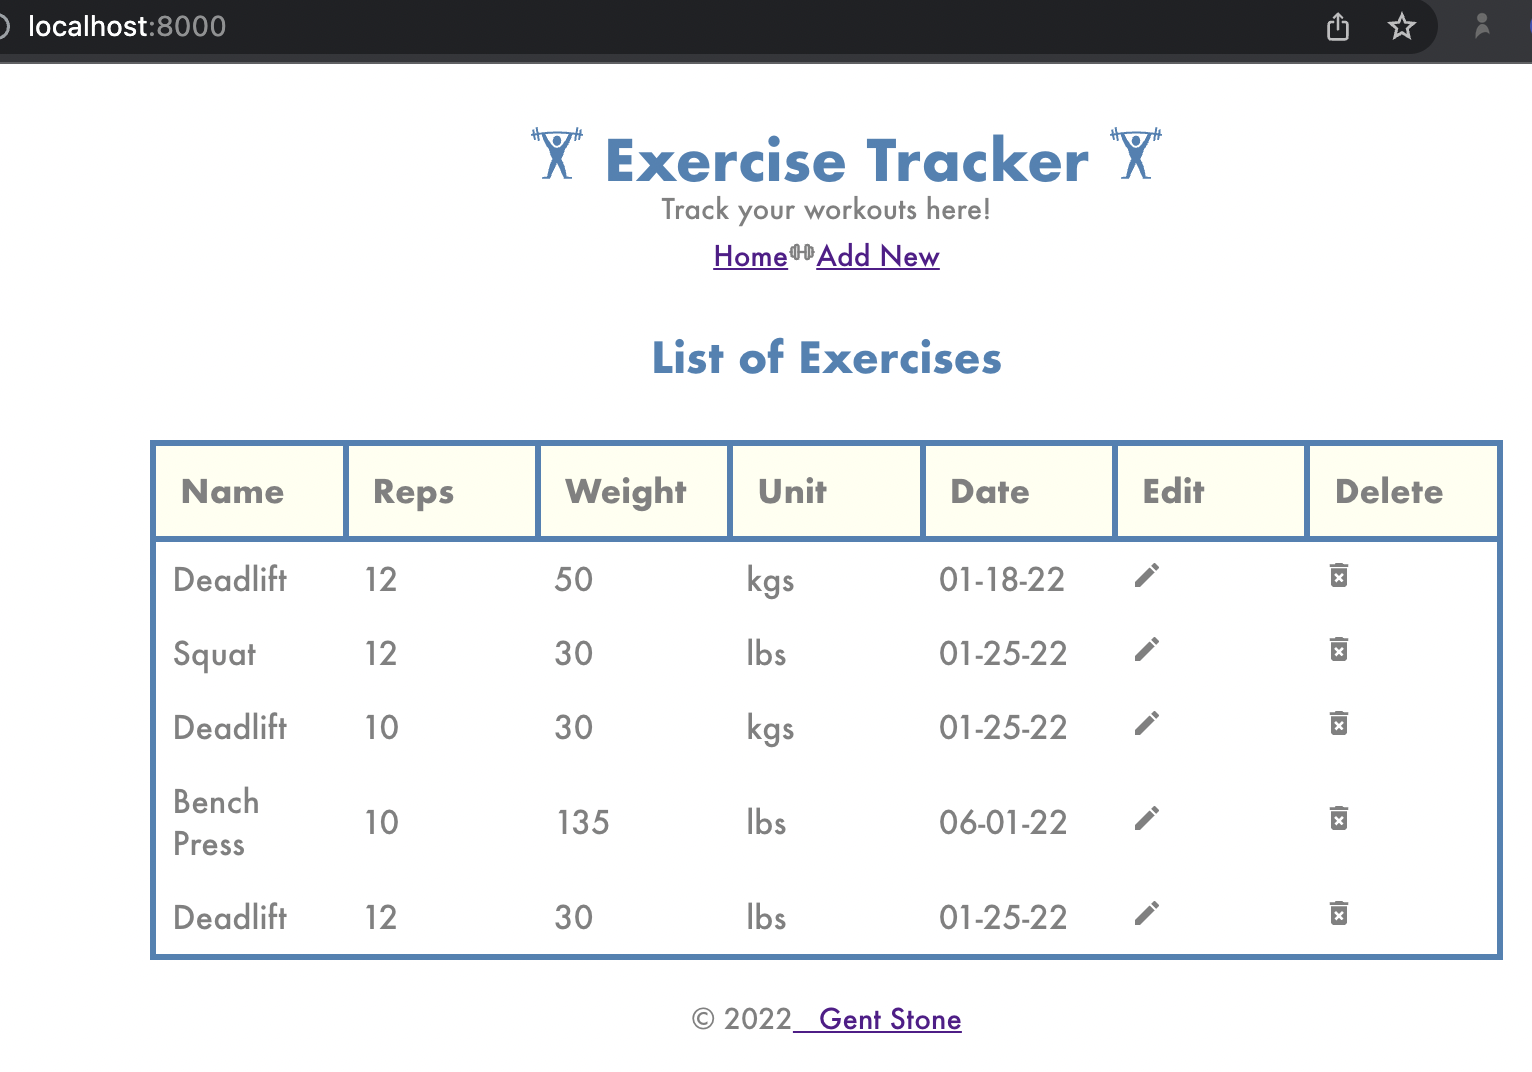 localhost:8000
Exercise Tracker
Track your workouts here!
Home Add New
List of Exercises
Name Reps Weight Unit Date Edit Delete
Deadlift 12 50 kgs 01-18-22
Squat 12 30 lbs 01-25-22
Deadlift 10 30 kgs 01-25-22
Bench
Press 10 135 lbs 06-01-22
Deadlift 12 30 lbs 01-25-22
© 2022 Gent Stone